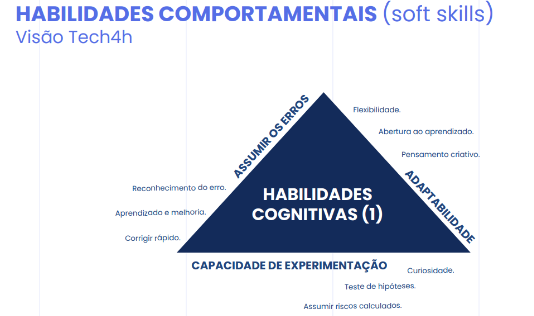 HABILIDADES COMPORTAMENTAIS (soft skills)
Visão Tech4h
ASSUMIR OS ERROS
Reconhecimento do erro.
Aprendizado e melhoria.
Corrigir rápido.
HABILIDADES
COGNITIVAS (1)
Flexibilidade.
Abertura ao aprendizado.
Pensamento criativo.
ADAPTABILIDADE
CAPACIDADE DE EXPERIMENTAÇÃO
Curiosidade.
Teste de hipóteses.
Assumir riscos calculados.